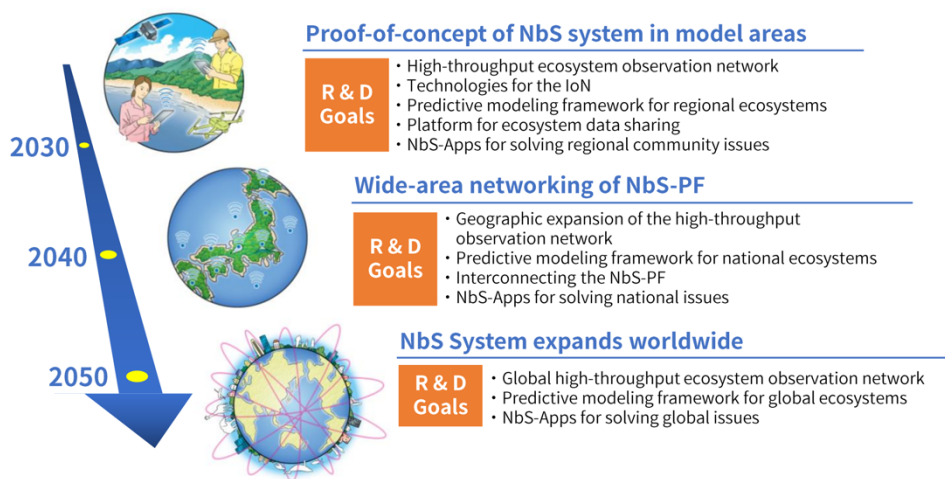 Proof-of-concept of NbS system in model areas
R & D
Goals
・High-throughput ecosystem observation network
・Technologies for the IoN
・Predictive modeling framework for regional ecosystems
・Platform for ecosystem data sharing
・NbS-Apps for solving regional community issues
2030
Wide-area networking of NbS-PF
R & D
Goals
・Geographic expansion of the high-throughput
observation network
・Predictive modeling framework for national ecosystems
・Interconnecting the NbS-PF
・NbS-Apps for solving national issues
2040
NbS System expands worldwide
R & D
Goals
・Global high-throughput ecosystem observation network
・Predictive modeling framework for global ecosystems
・NbS-Apps for solving global issues
2050